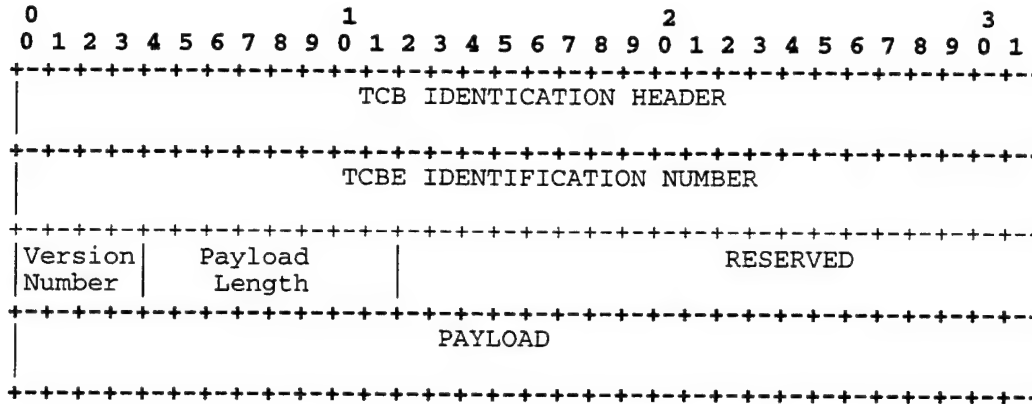 0 1 2 3
0 1 2 3 4 5 6 7 8 9 0 1 2 3 4 5 6 7 8 9 0 1 2 3 4 5 6 7 8 9 0 1
+-+-+-+-+-+-+-+-+-+-+-+-+-+-+-+-+-+-+-+-+-+-+-+-+-+-+-+-+-+-+-+-
| TCB IDENTICATION HEADER
+-+-+-+-+-+-+-+-+-+-+-+-+-+-+-+-+-+-+-+-+-+-+-+-+-+-+-+-+-+-+-+-
| TCBE IDENTIFICATION NUMBER
+-+-+-+-+-+-+-+-+-+-+-+-+-+-+-+-+-+-+-+-+-+-+-+-+-+-+-+-+-+-+-+-
|Version| Payload | RESERVED
|Number | Length |
+-+-+-+-+-+-+-+-+-+-+-+-+-+-+-+-+-+-+-+-+-+-+-+-+-+-+-+-+-+-+-+-
| PAYLOAD
+-+-+-+-+-+-+-+-+-+-+-+-+-+-+-+-+-+-+-+-+-+-+-+-+-+-+-+-+-+-+-+-